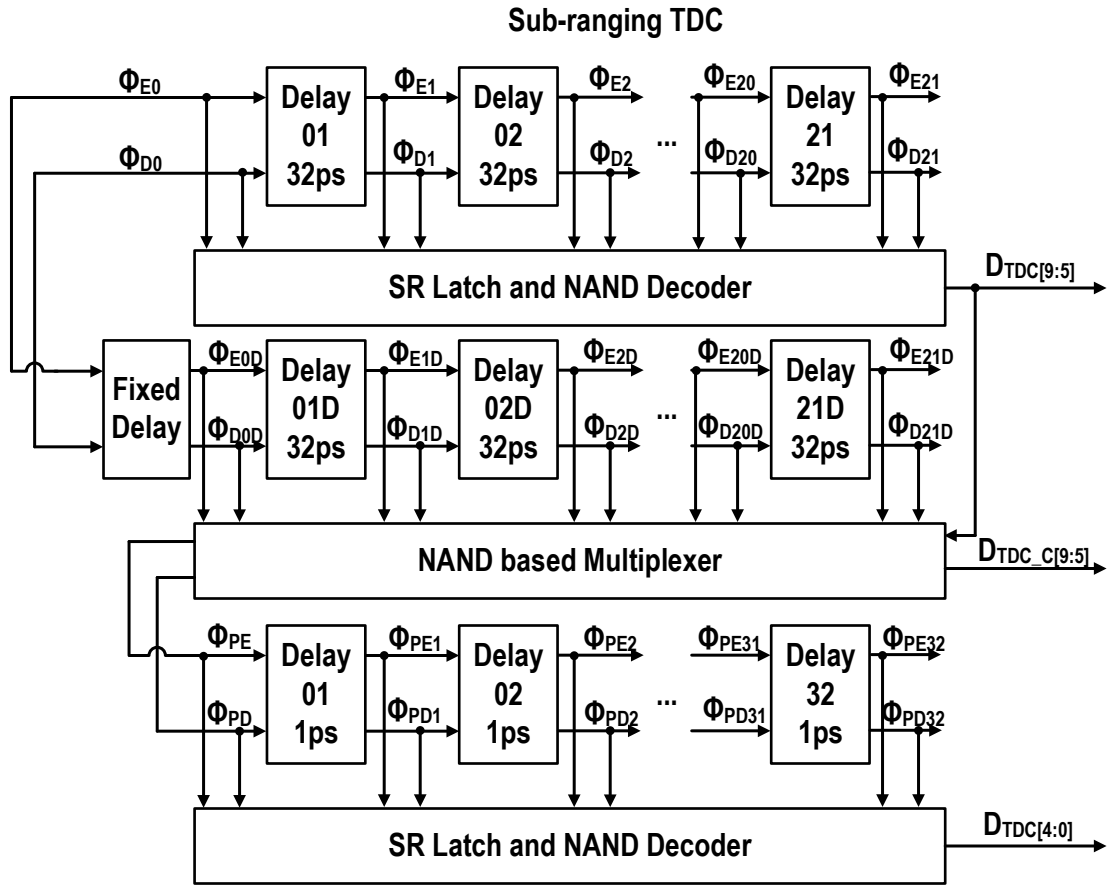 Sub-ranging TDC
ΦE0
Delay
01
32ps
ΦE1
Delay
02
32ps
ΦE2
...
ΦE20
Delay
21
32ps
ΦE21
ΦD0
ΦD1
ΦD2
ΦD20
ΦD21
SR Latch and NAND Decoder
DTDC[9:5]
Fixed
Delay
ΦE0D
Delay
01D
32ps
ΦE1D
Delay
02D
32ps
ΦE2D
...
ΦE20D
Delay
21D
32ps
ΦE21D
ΦD0D
ΦD1D
ΦD2D
ΦD20D
ΦD21D
NAND based Multiplexer
DTDC_C[9:5]
ΦPE
Delay
01
1ps
ΦPE1
Delay
02
1ps
ΦPE2
...
ΦPE31
Delay
32
1ps
ΦPE32
ΦPD
ΦPD1
ΦPD2
ΦPD31
ΦPD32
SR Latch and NAND Decoder
DTDC[4:0]